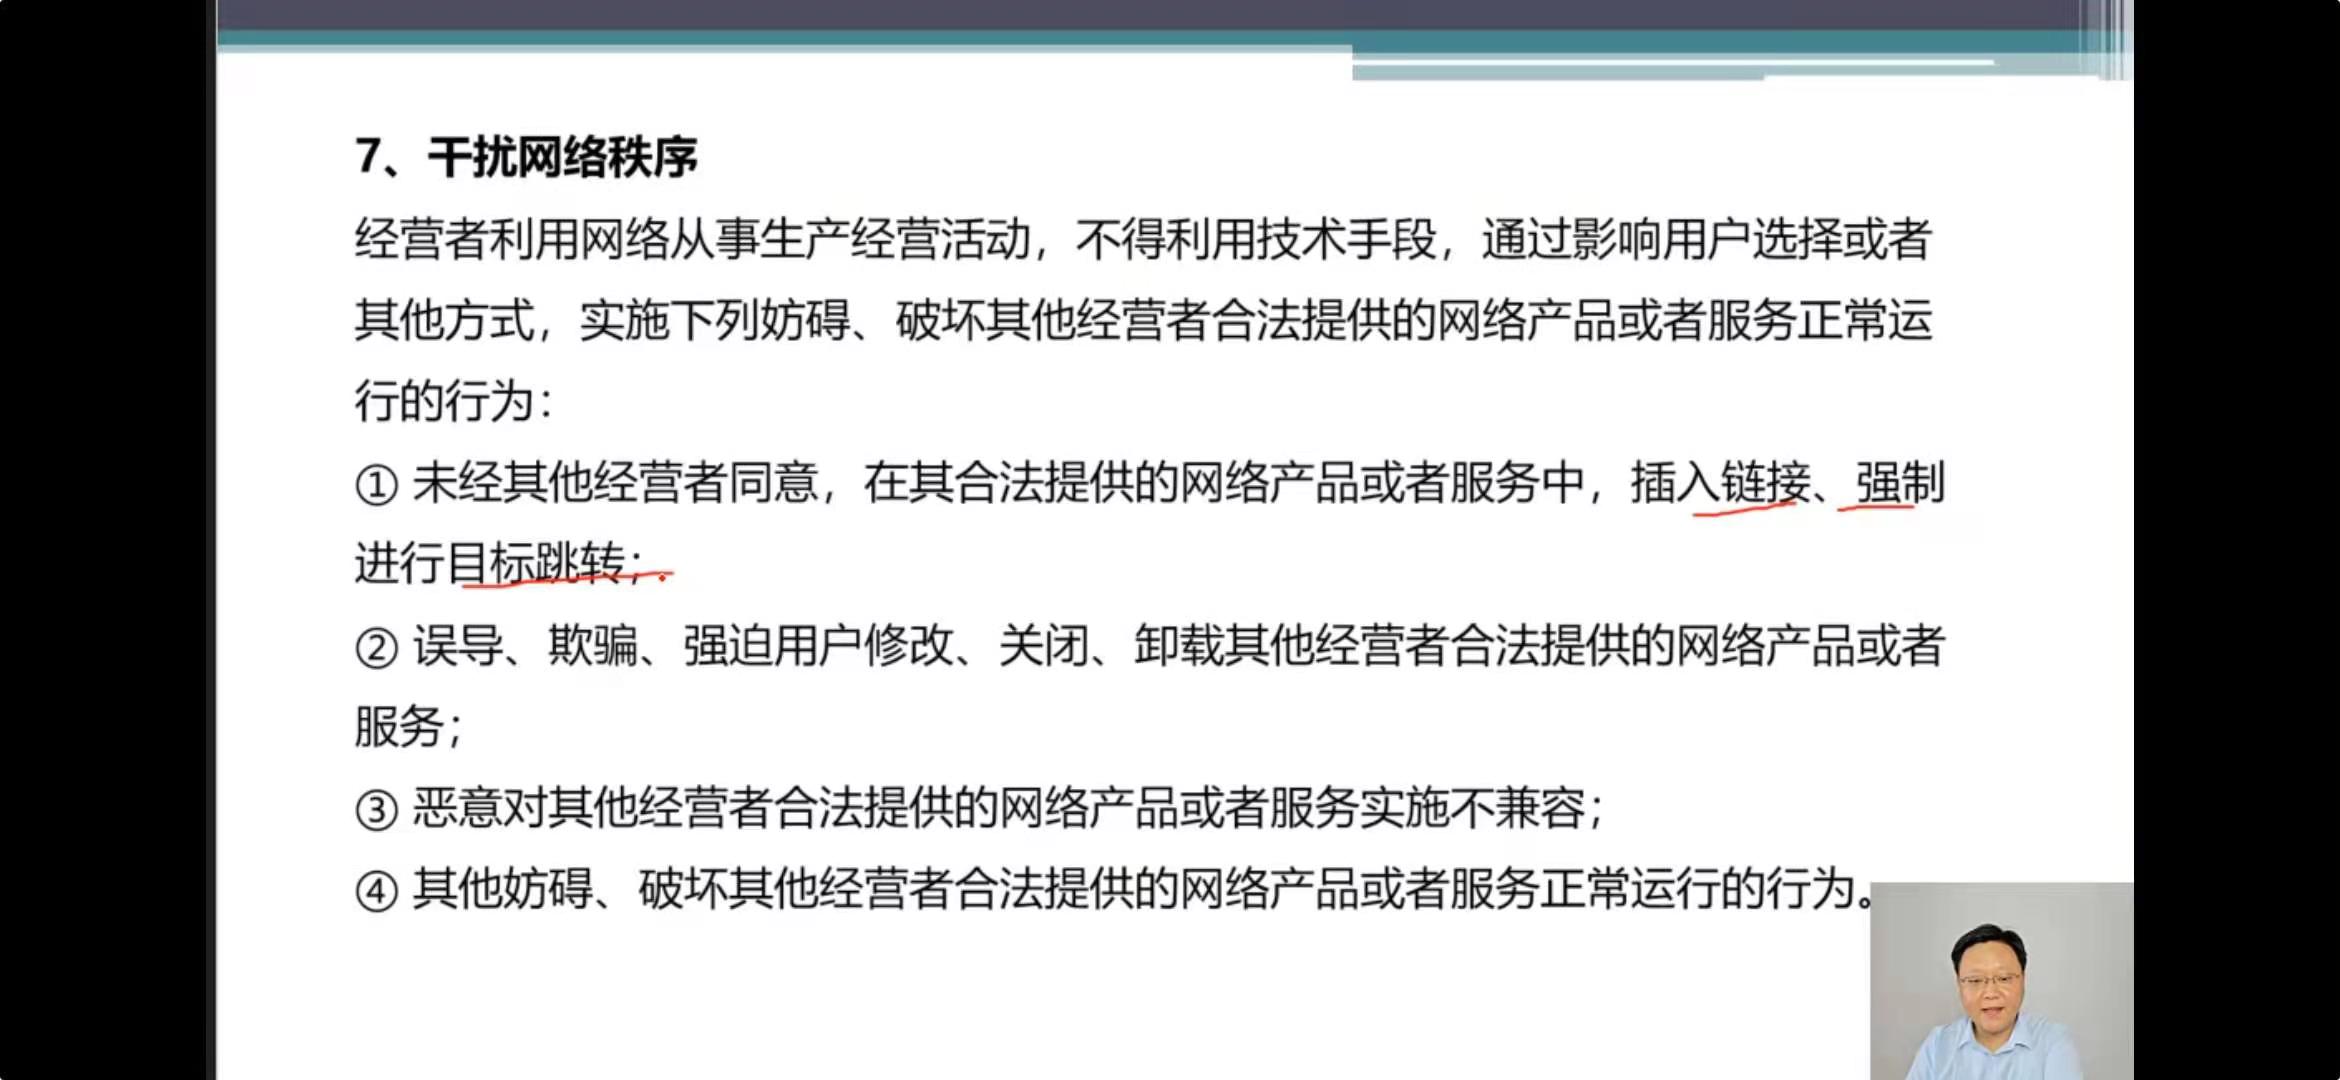 7、干扰网络秩序
经营者利用网络从事生产经营活动，不得利用技术手段，通过影响用户选择或者
其他方式，实施下列妨碍、破坏其他经营者合法提供的网络产品或者服务正常运
行的行为：
① 未经其他经营者同意，在其合法提供的网络产品或者服务中，插入链接、强制
进行目标跳转；
② 误导、欺骗、强迫用户修改、关闭、卸载其他经营者合法提供的网络产品或者
服务；
③ 恶意对其他经营者合法提供的网络产品或者服务实施不兼容；
④ 其他妨碍、破坏其他经营者合法提供的网络产品或者服务正常运行的行为。